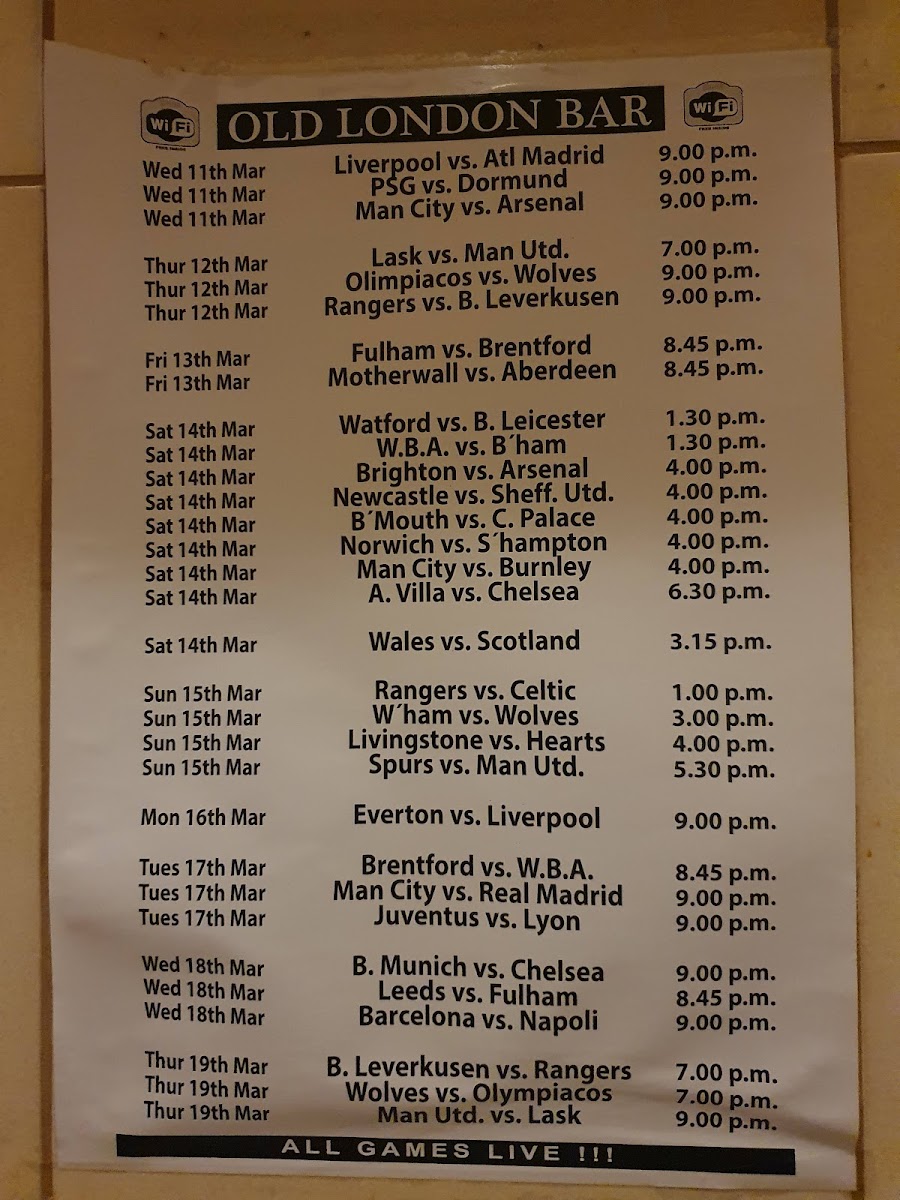 WiFi OLD LONDON BAR WiFi
FREE INSIDE FREE INSIDE
Wed 11th Mar Liverpool vs. Atl Madrid 9.00 p.m.
Wed 11th Mar PSG vs. Dormund 9.00 p.m.
Wed 11th Mar Man City vs. Arsenal 9.00 p.m.
Thur 12th Mar Lask vs. Man Utd. 7.00 p.m.
Thur 12th Mar Olimpiacos vs. Wolves 9.00 p.m.
Thur 12th Mar Rangers vs. B. Leverkusen 9.00 p.m.
Fri 13th Mar Fulham vs. Brentford 8.45 p.m.
Fri 13th Mar Motherwall vs. Aberdeen 8.45 p.m.
Sat 14th Mar Watford vs. B. Leicester 1.30 p.m.
Sat 14th Mar W.B.A. vs. B´ham 1.30 p.m.
Sat 14th Mar Brighton vs. Arsenal 4.00 p.m.
Sat 14th Mar Newcastle vs. Sheff. Utd. 4.00 p.m.
Sat 14th Mar B´Mouth vs. C. Palace 4.00 p.m.
Sat 14th Mar Norwich vs. S´hampton 4.00 p.m.
Sat 14th Mar Man City vs. Burnley 4.00 p.m.
Sat 14th Mar A. Villa vs. Chelsea 6.30 p.m.
Sat 14th Mar Wales vs. Scotland 3.15 p.m.
Sun 15th Mar Rangers vs. Celtic 1.00 p.m.
Sun 15th Mar W´ham vs. Wolves 3.00 p.m.
Sun 15th Mar Livingstone vs. Hearts 4.00 p.m.
Sun 15th Mar Spurs vs. Man Utd. 5.30 p.m.
Mon 16th Mar Everton vs. Liverpool 9.00 p.m.
Tues 17th Mar Brentford vs. W.B.A. 8.45 p.m.
Tues 17th Mar Man City vs. Real Madrid 9.00 p.m.
Tues 17th Mar Juventus vs. Lyon 9.00 p.m.
Wed 18th Mar B. Munich vs. Chelsea 9.00 p.m.
Wed 18th Mar Leeds vs. Fulham 8.45 p.m.
Wed 18th Mar Barcelona vs. Napoli 9.00 p.m.
Thur 19th Mar B. Leverkusen vs. Rangers 7.00 p.m.
Thur 19th Mar Wolves vs. Olympiacos 7.00 p.m.
Thur 19th Mar Man Utd. vs. Lask 9.00 p.m.
ALL GAMES LIVE !!!